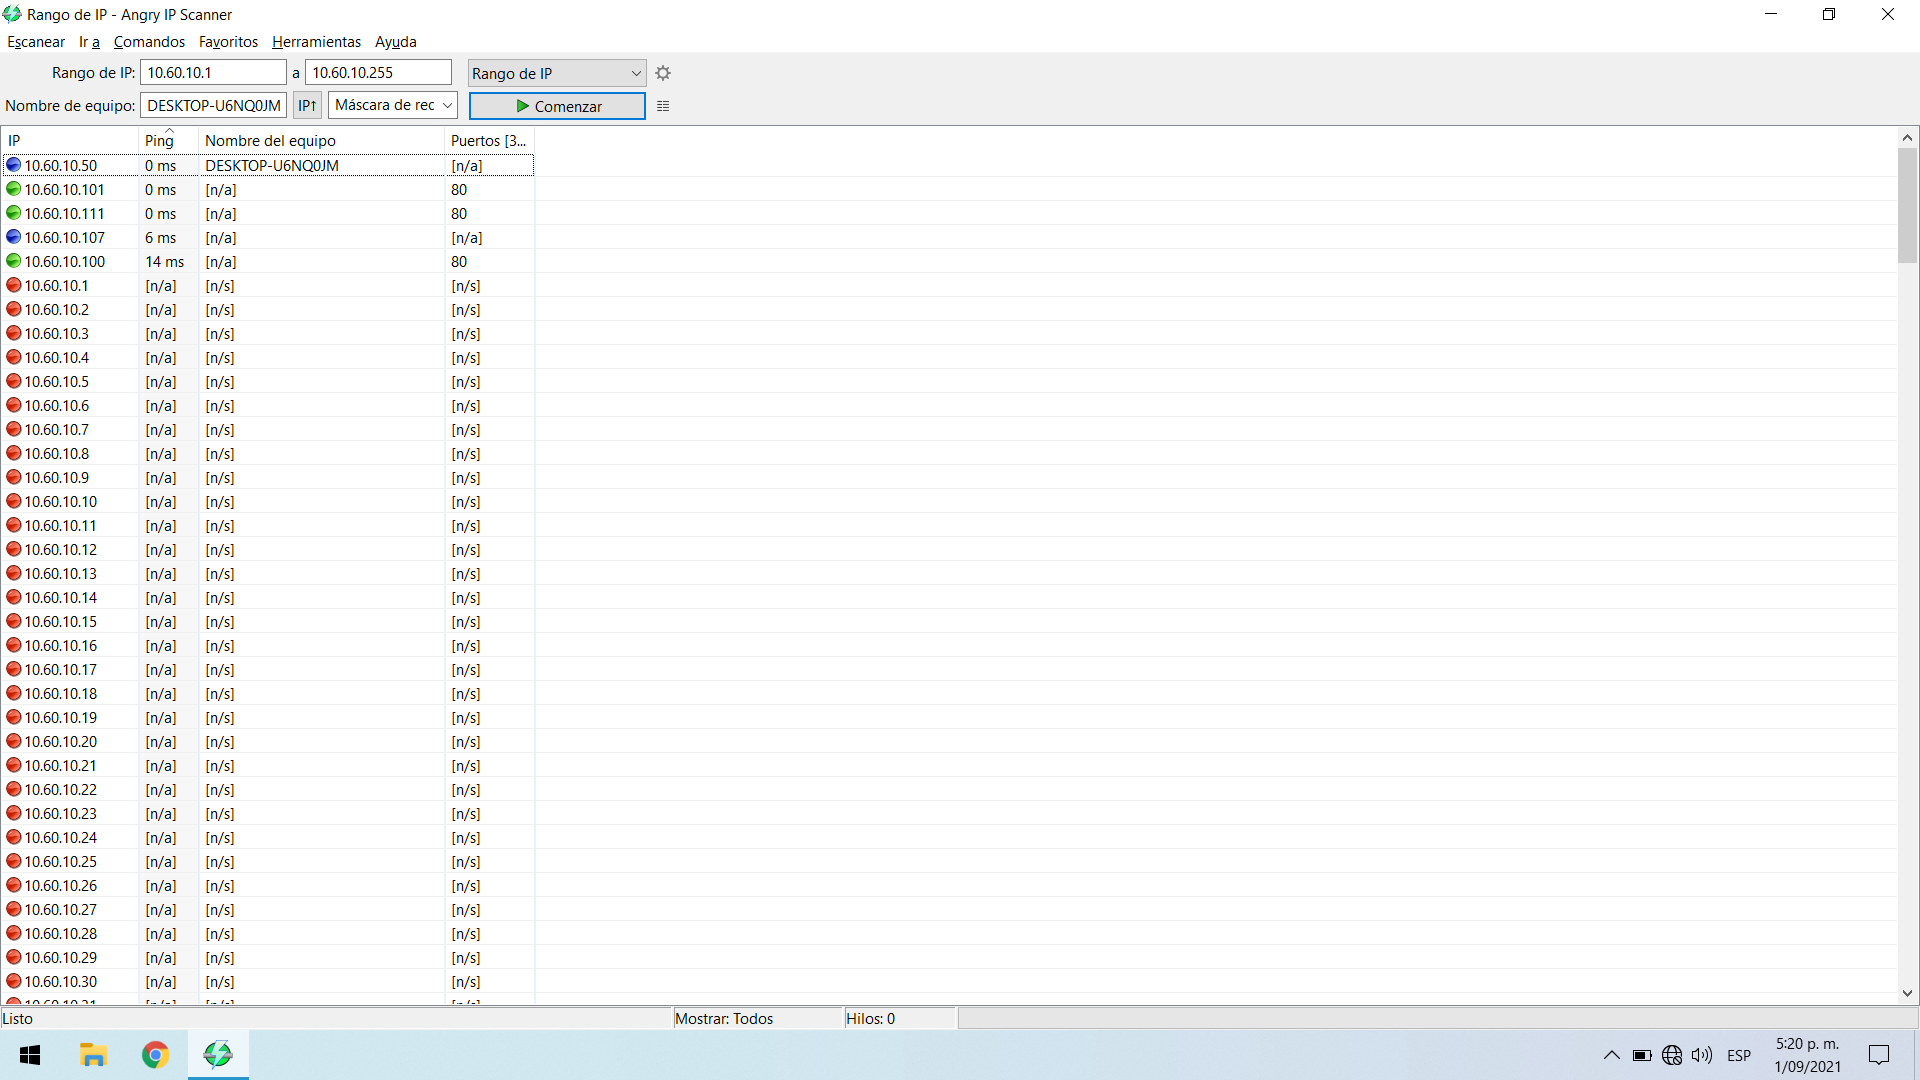 Rango de IP - Angry IP Scanner
Escanear Ir a Comandos Favoritos Herramientas Ayuda
Rango de IP: 10.60.10.1 a 10.60.10.255 Rango de IP
Nombre de equipo: DESKTOP-U6NQ0JM IP↑ Máscara de rec Comenzar
IP Ping Nombre del equipo Puertos [3...
10.60.10.50 0 ms DESKTOP-U6NQ0JM [n/a]
10.60.10.101 0 ms [n/a] 80
10.60.10.111 0 ms [n/a] 80
10.60.10.107 6 ms [n/a] [n/a]
10.60.10.100 14 ms [n/a] 80
10.60.10.1 [n/a] [n/s] [n/s]
10.60.10.2 [n/a] [n/s] [n/s]
10.60.10.3 [n/a] [n/s] [n/s]
10.60.10.4 [n/a] [n/s] [n/s]
10.60.10.5 [n/a] [n/s] [n/s]
10.60.10.6 [n/a] [n/s] [n/s]
10.60.10.7 [n/a] [n/s] [n/s]
10.60.10.8 [n/a] [n/s] [n/s]
10.60.10.9 [n/a] [n/s] [n/s]
10.60.10.10 [n/a] [n/s] [n/s]
10.60.10.11 [n/a] [n/s] [n/s]
10.60.10.12 [n/a] [n/s] [n/s]
10.60.10.13 [n/a] [n/s] [n/s]
10.60.10.14 [n/a] [n/s] [n/s]
10.60.10.15 [n/a] [n/s] [n/s]
10.60.10.16 [n/a] [n/s] [n/s]
10.60.10.17 [n/a] [n/s] [n/s]
10.60.10.18 [n/a] [n/s] [n/s]
10.60.10.19 [n/a] [n/s] [n/s]
10.60.10.20 [n/a] [n/s] [n/s]
10.60.10.21 [n/a] [n/s] [n/s]
10.60.10.22 [n/a] [n/s] [n/s]
10.60.10.23 [n/a] [n/s] [n/s]
10.60.10.24 [n/a] [n/s] [n/s]
10.60.10.25 [n/a] [n/s] [n/s]
10.60.10.26 [n/a] [n/s] [n/s]
10.60.10.27 [n/a] [n/s] [n/s]
10.60.10.28 [n/a] [n/s] [n/s]
10.60.10.29 [n/a] [n/s] [n/s]
10.60.10.30 [n/a] [n/s] [n/s]
Listo Mostrar: Todos Hilos: 0
ESP 5:20 p. m.
1/09/2021